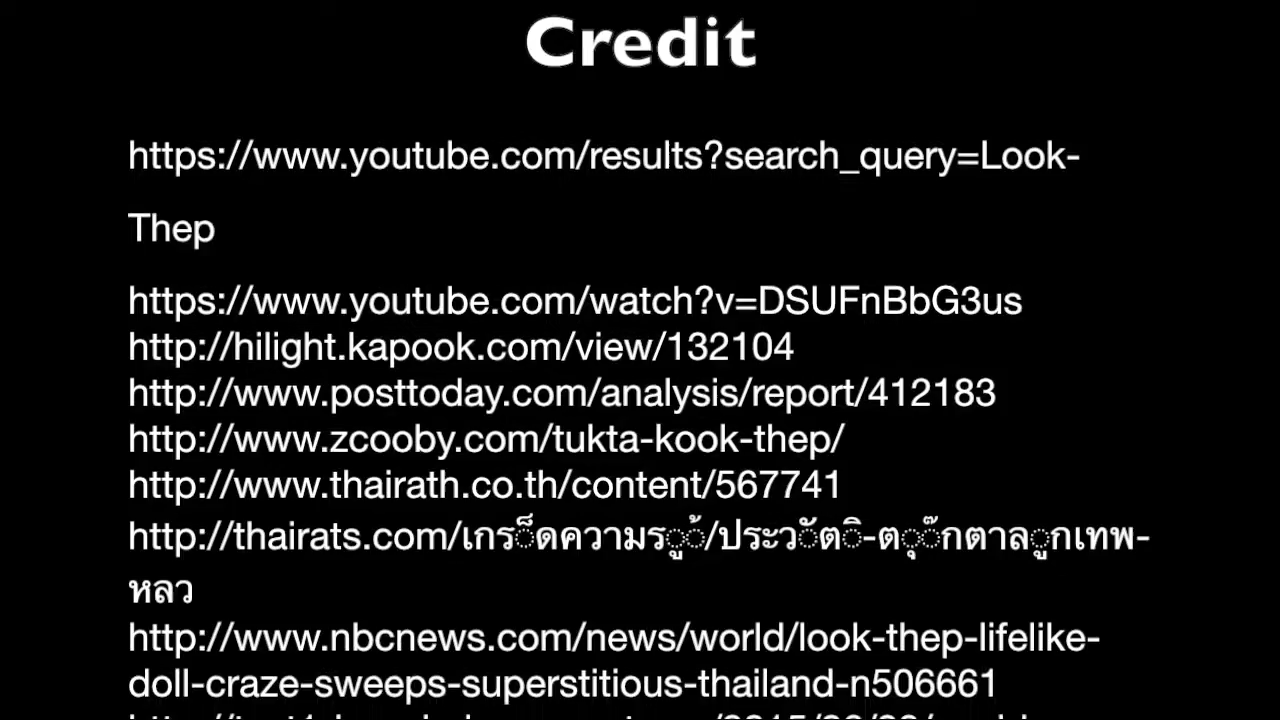 Credit
https://www.youtube.com/results?search_query=Look-
Thep
https://www.youtube.com/watch?v=DSUFnBbG3us
http://hilight.kapook.com/view/132104
http://www.posttoday.com/analysis/report/412183
http://www.zcooby.com/tukta-kook-thep/
http://www.thairath.co.th/content/567741
http://thairats.com/เกร็ดความรู้/ประวัติ-ตุ๊กตาลูกเทพ-
หลว
http://www.nbcnews.com/news/world/look-thep-lifelike-
doll-craze-sweeps-superstitious-thailand-n506661